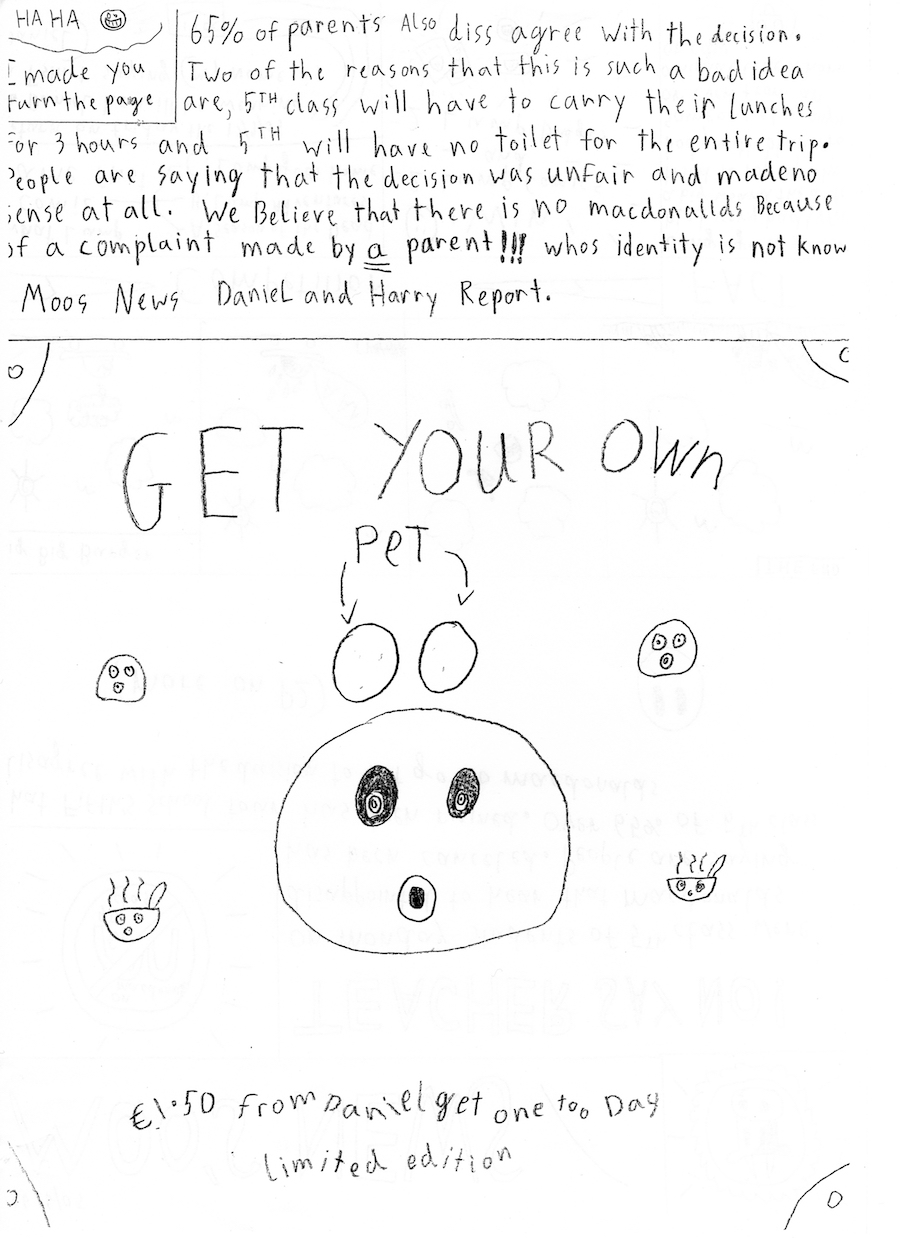 HA HA
I made you
turn the page
65% of parents Also diss agree with the decision.
Two of the reasons that this is such a bad idea
are, 5TH class will have to carry their Lunches
For 3 hours and 5TH will have no toilet for the entire trip.
People are saying that the decision was unfair and madeno
sense at all. We Believe that there is no macdonallds Because
of a complaint made by a parent!!! whos identity is not know
Moos News Daniel and Harry Report.
GET YOUR OWN
PeT
€1.50 from Daniel get one too Day
Limited edition